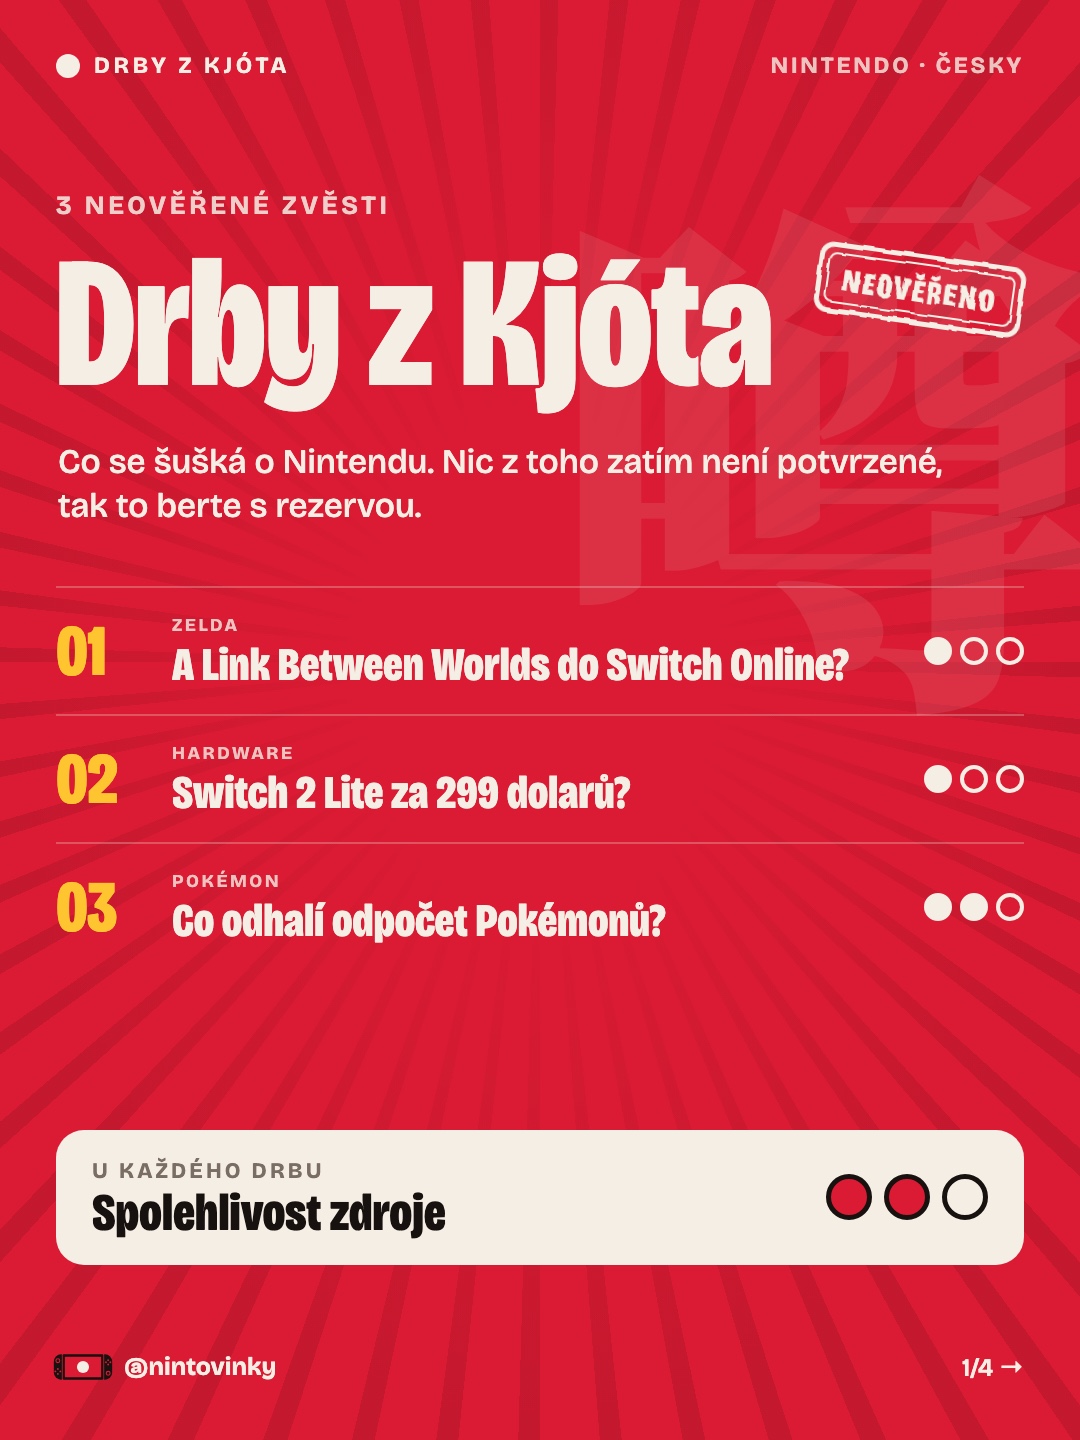 DRBY Z KJÓTA
NINTENDO · ČESKY
3 NEOVĚŘENÉ ZVĚSTI
噂
Drby z Kjóta
NEOVĚŘENO
Co se šušká o Nintendu. Nic z toho zatím není potvrzené,
tak to berte s rezervou.
01
ZELDA
A Link Between Worlds do Switch Online?
02
HARDWARE
Switch 2 Lite za 299 dolarů?
03
POKÉMON
Co odhalí odpočet Pokémonů?
U KAŽDÉHO DRBU
Spolehlivost zdroje
@nintovinky
1/4 →